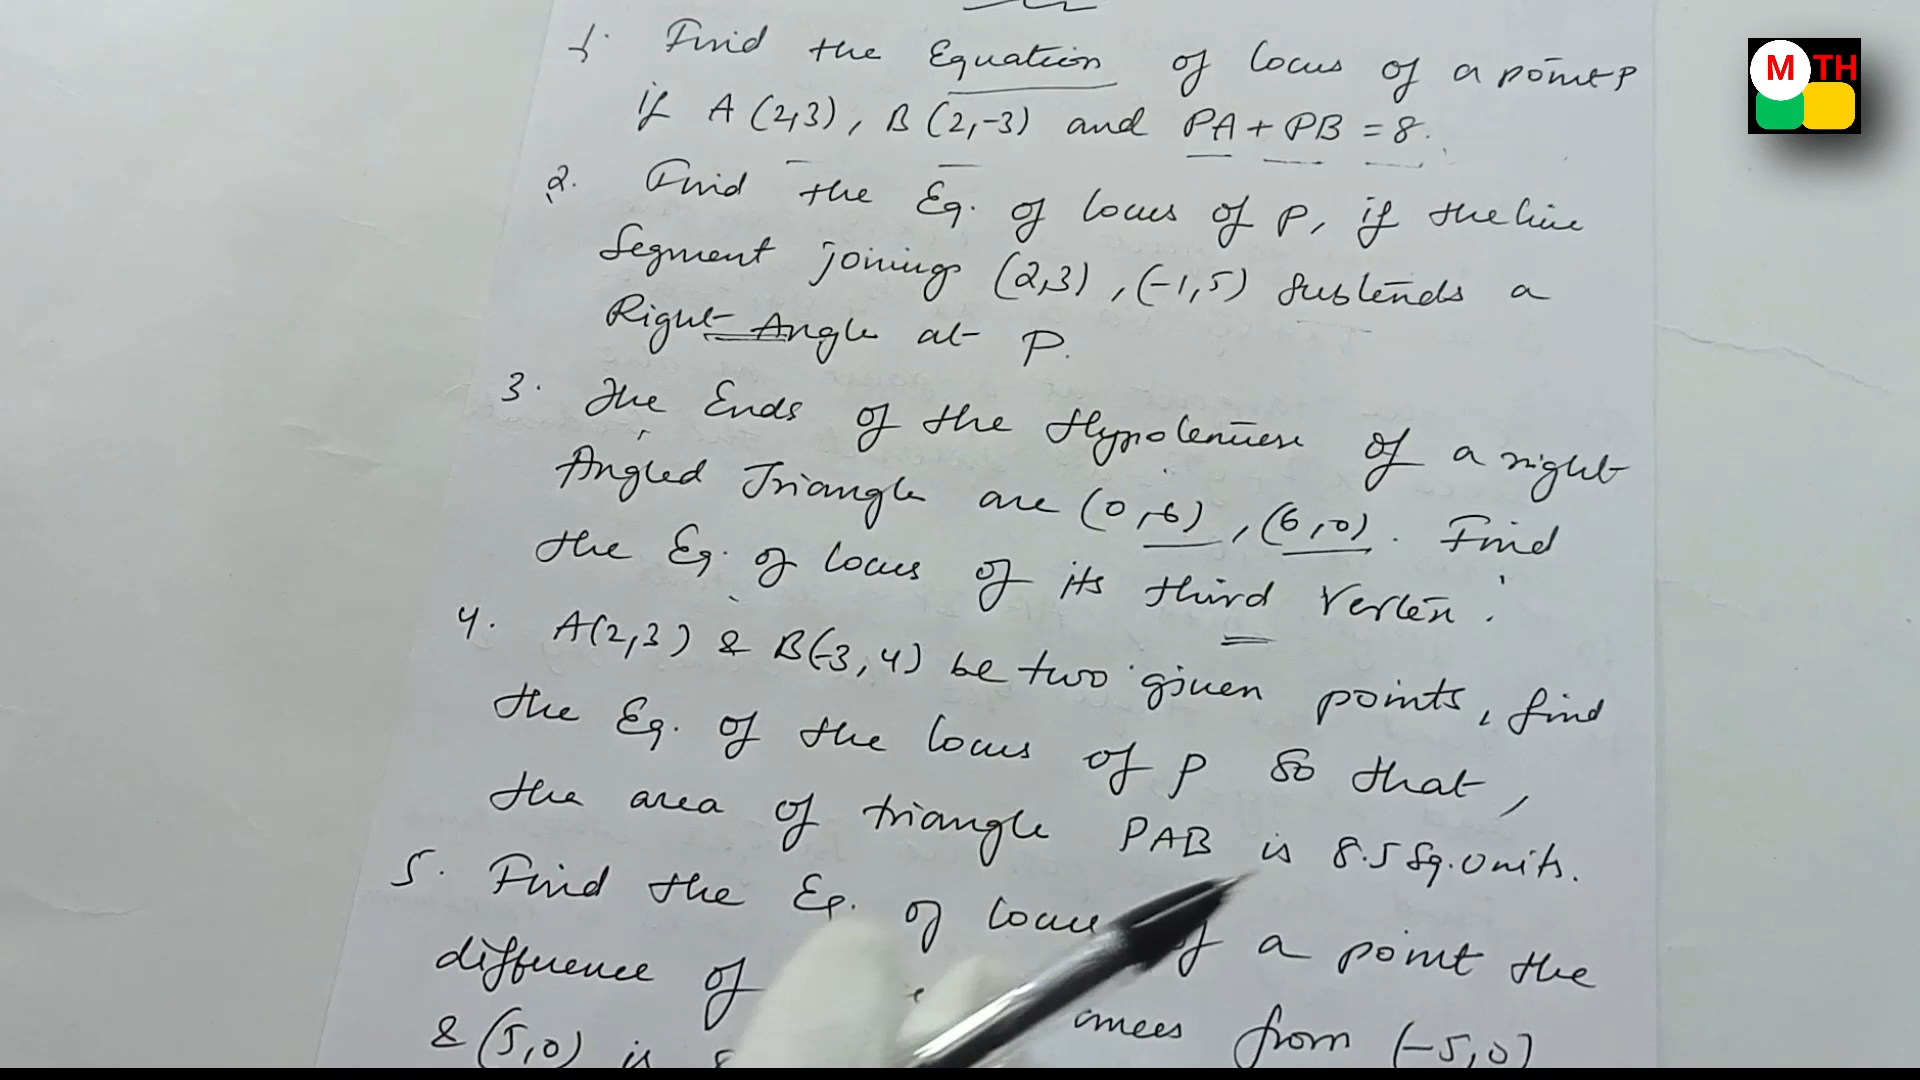 M TH
1. Find the Equation of locus of a point P
if A (2,3), B (2,-3) and PA + PB = 8.
2. Find the Eq. of locus of P, if the line
Segment joining (2,3), (-1,5) subtends a
Right Angle at P.
3. The Ends of the Hypotenuse of a right
Angled Triangle are (0,6), (6,0). Find
the Eq. of locus of its third Vertex.
4. A(2,3) & B(-3,4) be two given points, find
the Eq. of the locus of P so that,
the area of triangle PAB is 8.5 Sq.units.
5. Find the Eq. of locus of a point the
difference of from (-5,0)
& (5,0) is